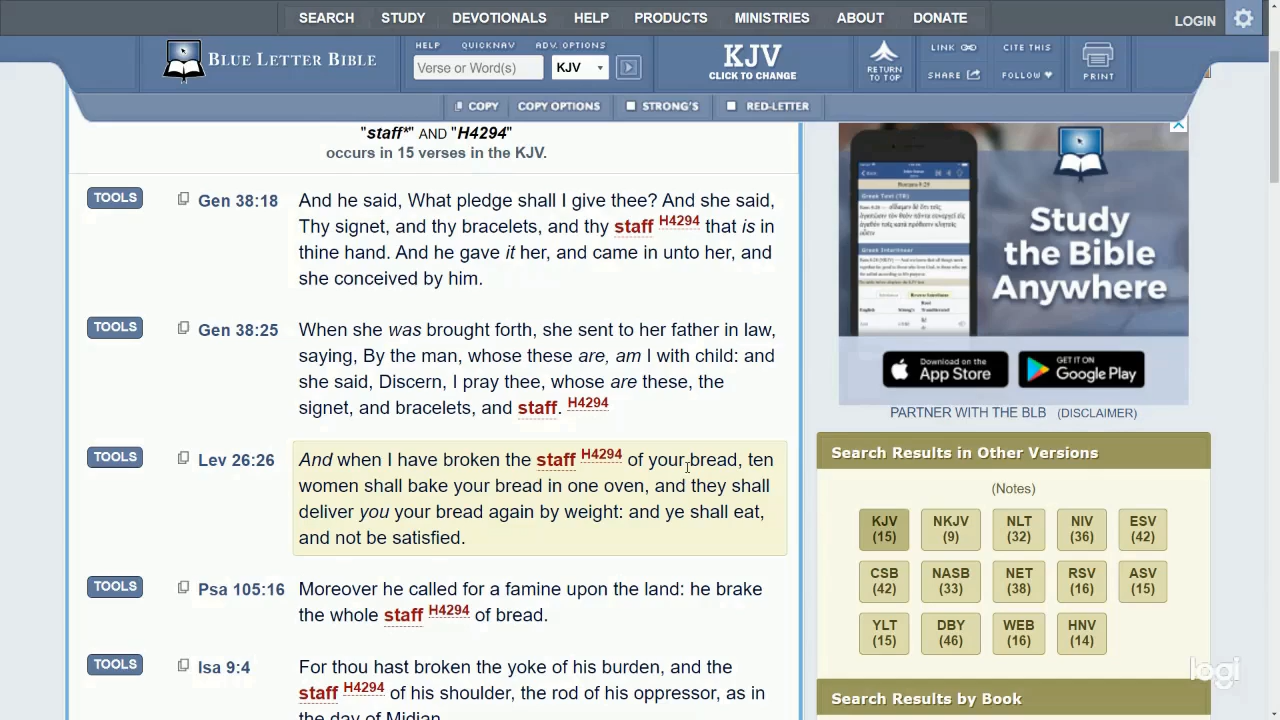 SEARCH STUDY DEVOTIONALS HELP PRODUCTS MINISTRIES ABOUT DONATE LOGIN
BLUE LETTER BIBLE
HELP QUICKNAV ADV. OPTIONS
Verse or Word(s) KJV
KJV
CLICK TO CHANGE
RETURN
TO TOP
LINK CITE THIS
SHARE FOLLOW
PRINT
COPY COPY OPTIONS STRONG'S RED-LETTER
"staff*" AND "H4294"
occurs in 15 verses in the KJV.
TOOLS Gen 38:18 And he said, What pledge shall I give thee? And she said,
Thy signet, and thy bracelets, and thy staff H4294 that is in
thine hand. And he gave it her, and came in unto her, and
she conceived by him.
TOOLS Gen 38:25 When she was brought forth, she sent to her father in law,
saying, By the man, whose these are, am I with child: and
she said, Discern, I pray thee, whose are these, the
signet, and bracelets, and staff. H4294
TOOLS Lev 26:26 And when I have broken the staff H4294 of your bread, ten
women shall bake your bread in one oven, and they shall
deliver you your bread again by weight: and ye shall eat,
and not be satisfied.
TOOLS Psa 105:16 Moreover he called for a famine upon the land: he brake
the whole staff H4294 of bread.
TOOLS Isa 9:4 For thou hast broken the yoke of his burden, and the
staff H4294 of his shoulder, the rod of his oppressor, as in
the day of Midian.
Study
the Bible
Anywhere
Download on the
App Store
GET IT ON
Google Play
PARTNER WITH THE BLB (DISCLAIMER)
Search Results in Other Versions
(Notes)
KJV NKJV NLT NIV ESV
(15) (9) (32) (36) (42)
CSB NASB NET RSV ASV
(42) (33) (38) (16) (15)
YLT DBY WEB HNV
(15) (46) (16) (14)
Search Results by Book
logi